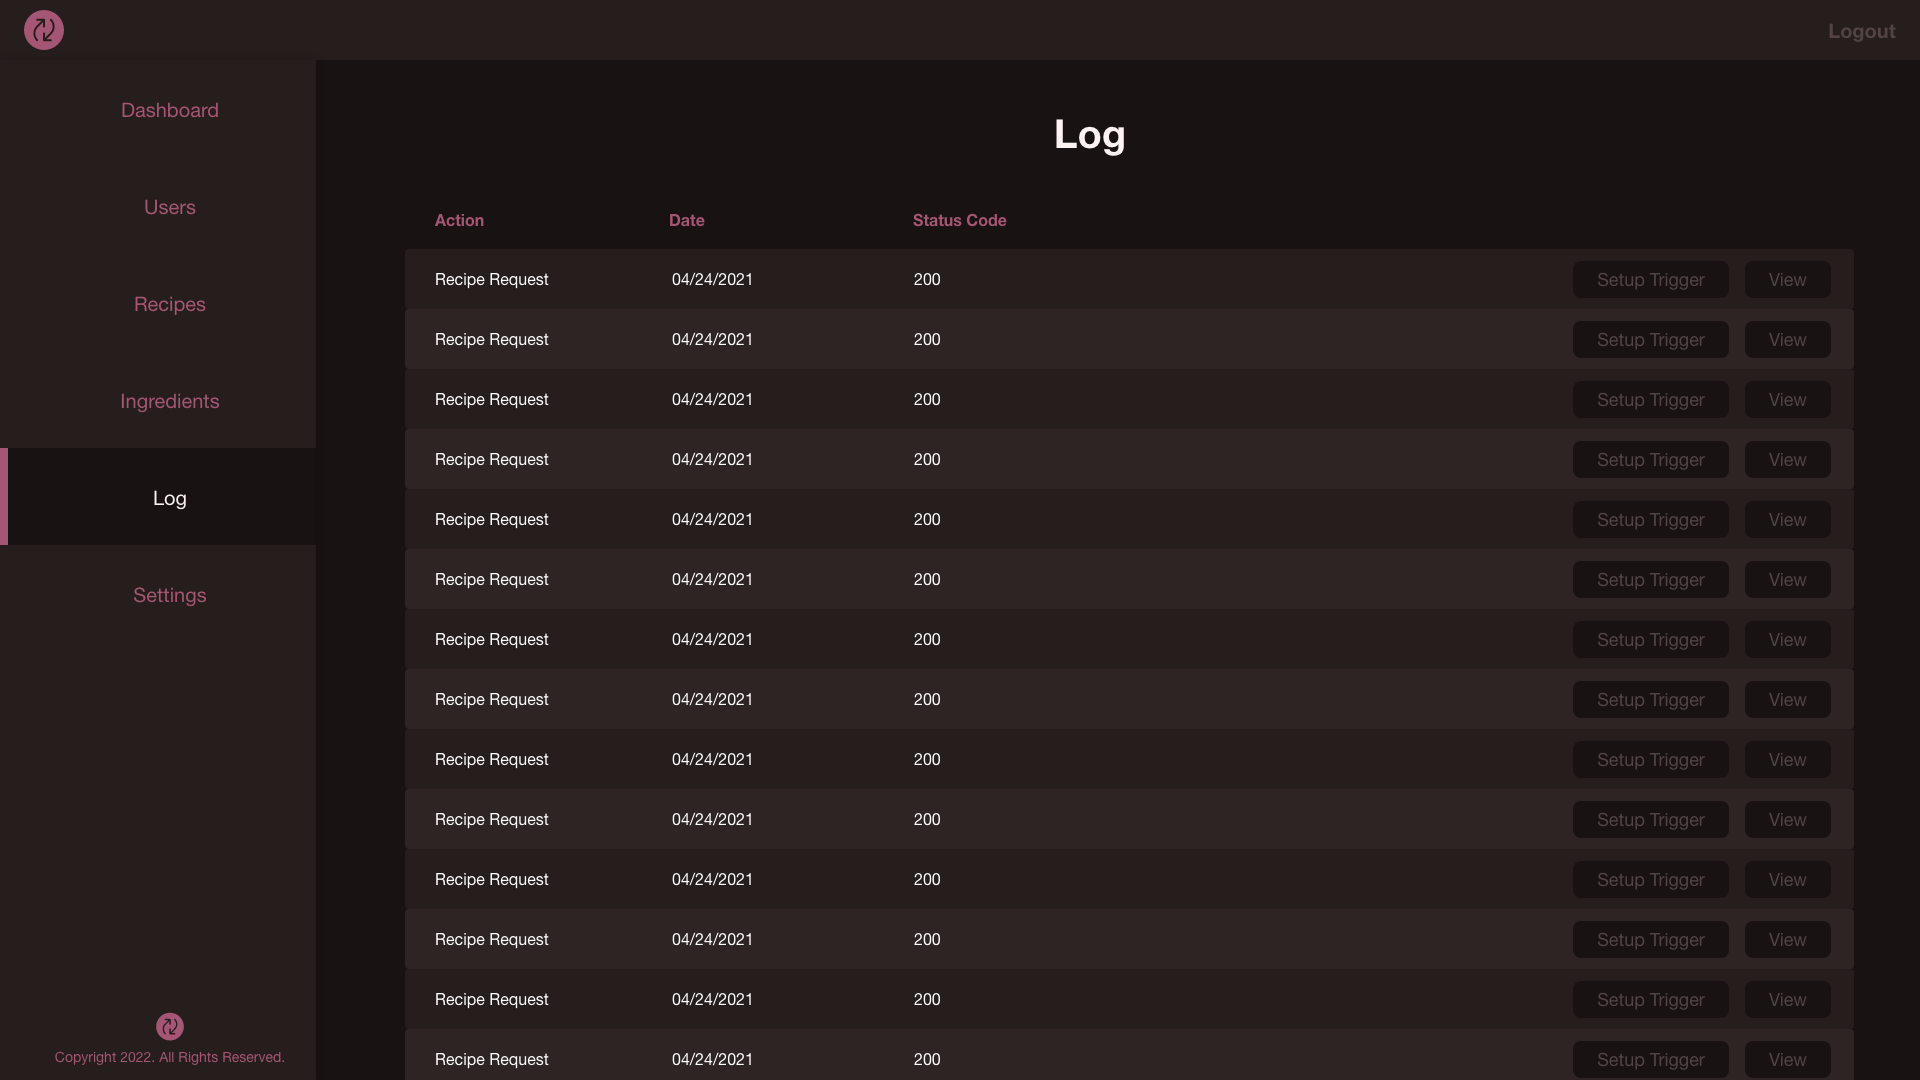 Logout
Dashboard
Users
Recipes
Ingredients
Log
Settings
Copyright 2022. All Rights Reserved.
Log
Action Date Status Code
Recipe Request 04/24/2021 200 Setup Trigger View
Recipe Request 04/24/2021 200 Setup Trigger View
Recipe Request 04/24/2021 200 Setup Trigger View
Recipe Request 04/24/2021 200 Setup Trigger View
Recipe Request 04/24/2021 200 Setup Trigger View
Recipe Request 04/24/2021 200 Setup Trigger View
Recipe Request 04/24/2021 200 Setup Trigger View
Recipe Request 04/24/2021 200 Setup Trigger View
Recipe Request 04/24/2021 200 Setup Trigger View
Recipe Request 04/24/2021 200 Setup Trigger View
Recipe Request 04/24/2021 200 Setup Trigger View
Recipe Request 04/24/2021 200 Setup Trigger View
Recipe Request 04/24/2021 200 Setup Trigger View
Recipe Request 04/24/2021 200 Setup Trigger View